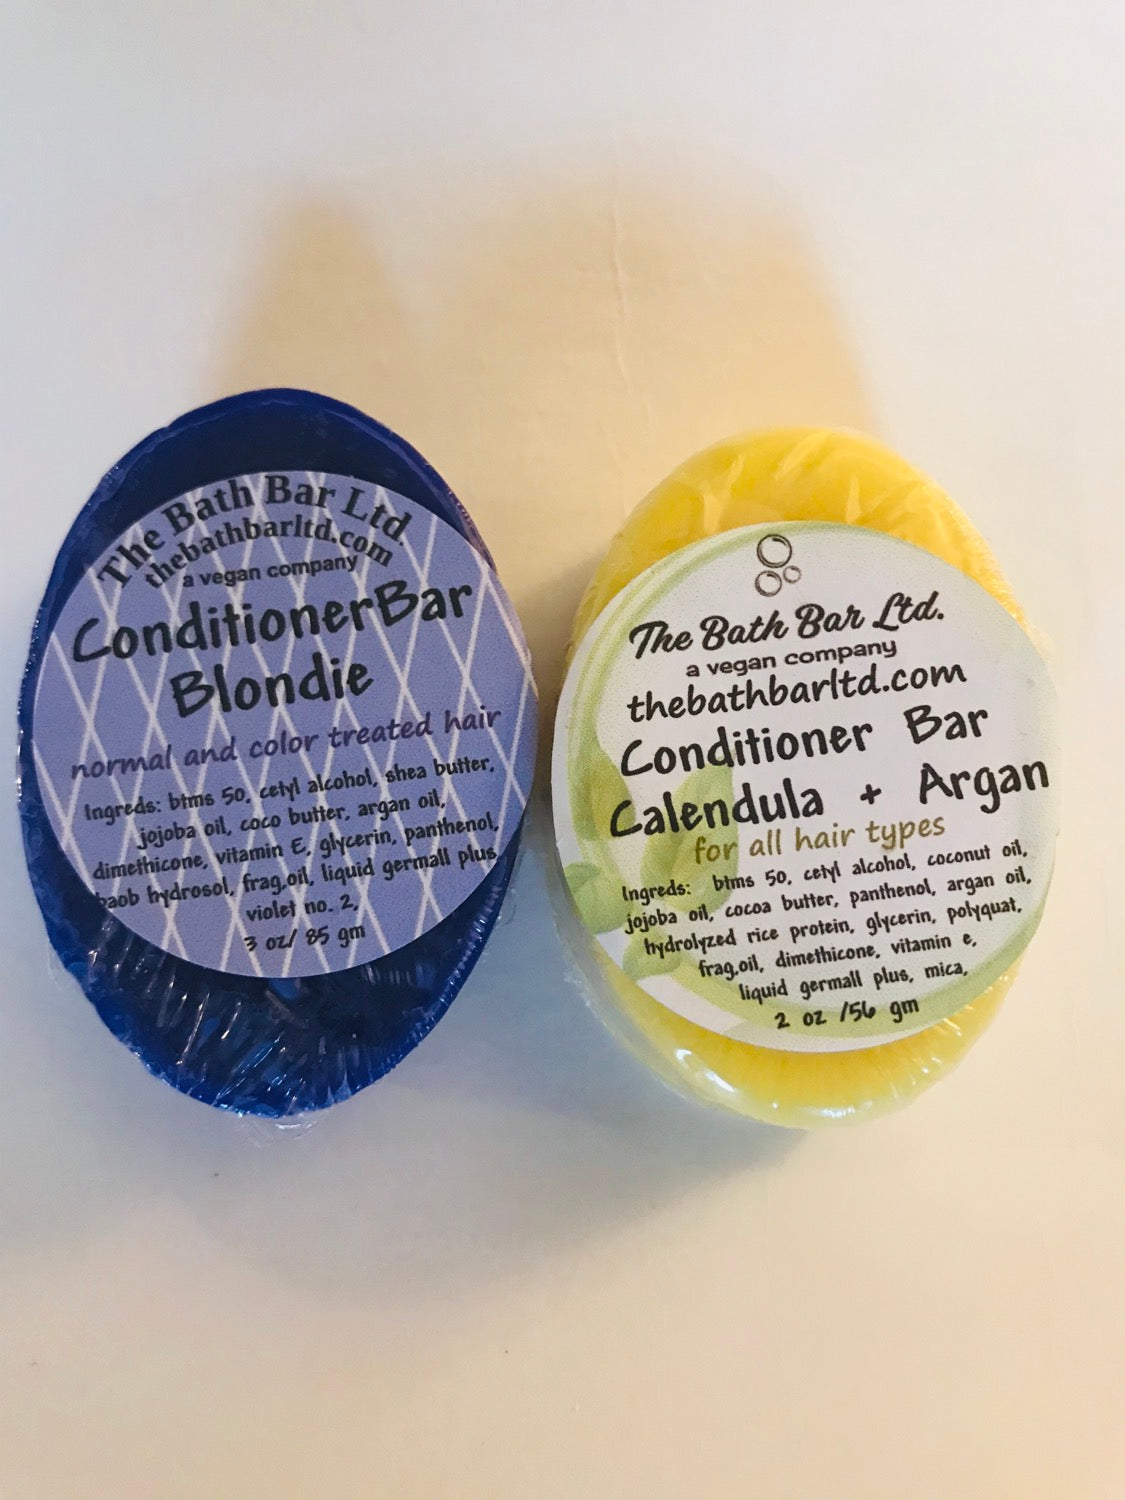 The Bath Bar Ltd.
thebathbarltd.com
a vegan company
ConditionerBar
Blondie
normal and color treated hair
Ingreds: btms 50, cetyl alcohol, shea butter,
jojoba oil, coco butter, argan oil,
dimethicone, vitamin E, glycerin, panthenol,
baob hydrosol, frag.oil, liquid germall plus,
violet no. 2,
3 oz/ 85 gm
The Bath Bar Ltd.
a vegan company
thebathbarltd.com
Conditioner Bar
Calendula + Argan
for all hair types
Ingreds: btms 50, cetyl alcohol, coconut oil,
jojoba oil, cocoa butter, panthenol, argan oil,
hydrolyzed rice protein, glycerin, polyquat,
frag.oil, dimethicone, vitamin e,
liquid germall plus, mica,
2 oz /56 gm